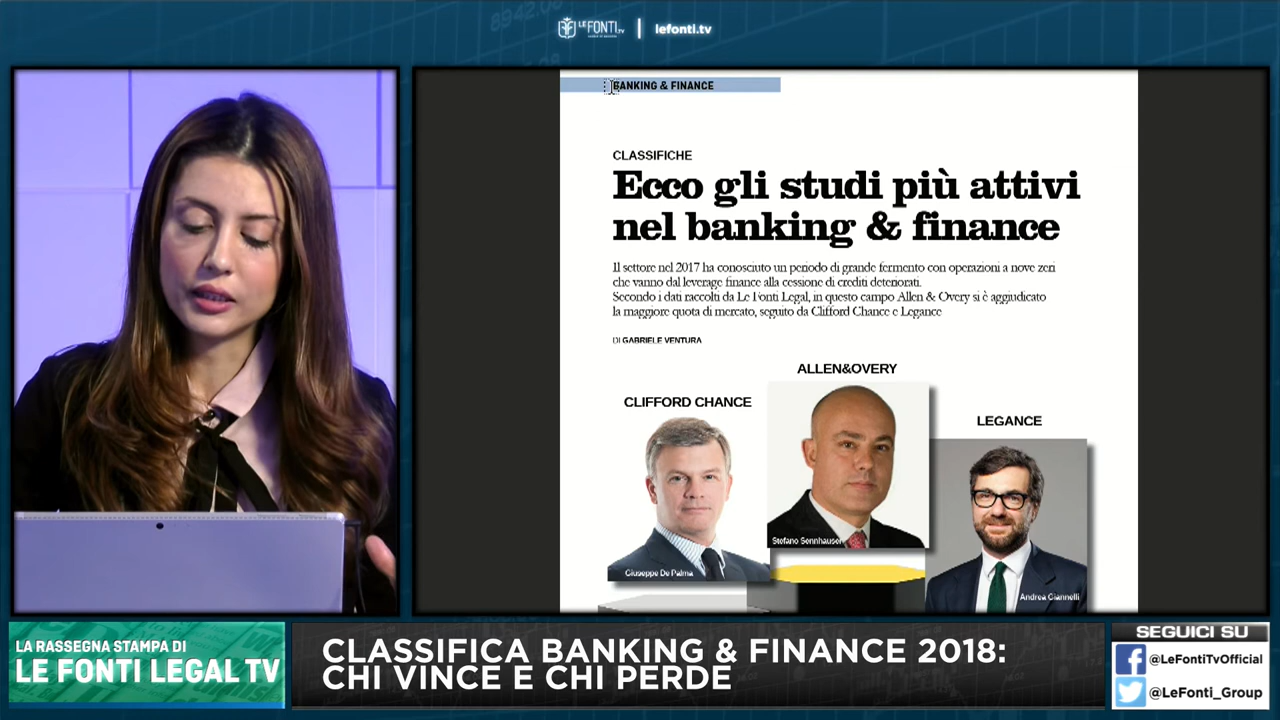 LE FONTI.TV
lefonti.tv
BANKING & FINANCE
CLASSIFICHE
Ecco gli studi più attivi
nel banking & finance
Il settore nel 2017 ha conosciuto un periodo di grande fermento con operazioni a nove zeri
che vanno dal leverage finance alla cessione di crediti deteriorati.
Secondo i dati raccolti da Le Fonti Legal, in questo campo Allen & Overy si è aggiudicato
la maggiore quota di mercato, seguito da Clifford Chance e Legance
DI GABRIELE VENTURA
ALLEN&OVERY
CLIFFORD CHANCE
LEGANCE
Stefano Sennhauser
Giuseppe De Palma
Andrea Giannelli
LA RASSEGNA STAMPA DI
LE FONTI LEGAL TV
CLASSIFICA BANKING & FINANCE 2018:
CHI VINCE E CHI PERDE
SEGUICI SU
@LeFontiTvOfficial
@LeFonti_Group